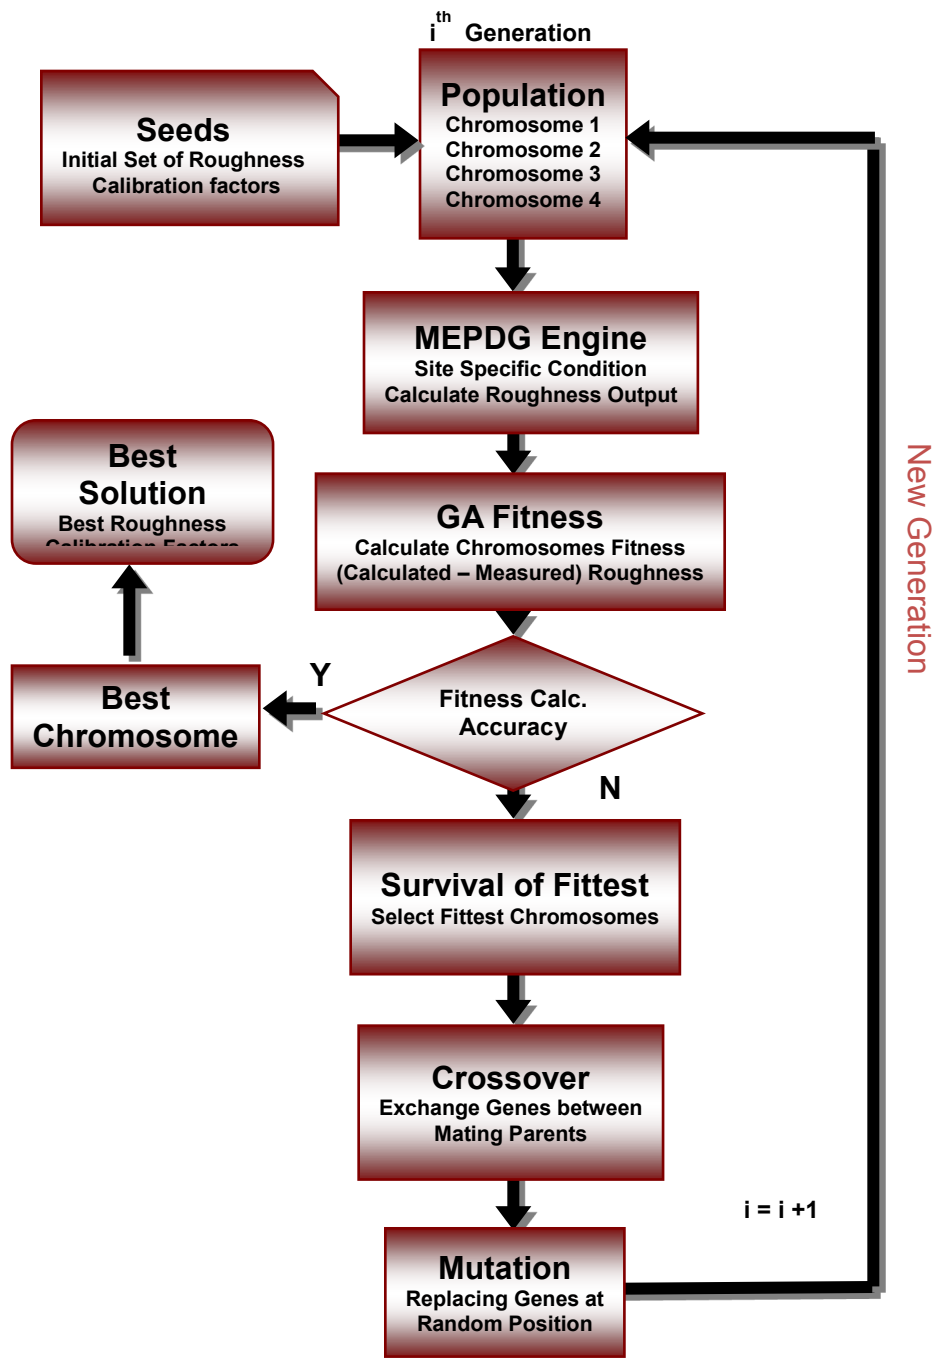 i th Generation
Seeds
Initial Set of Roughness
Calibration factors
Population
Chromosome 1
Chromosome 2
Chromosome 3
Chromosome 4
MEPDG Engine
Site Specific Condition
Calculate Roughness Output
GA Fitness
Calculate Chromosomes Fitness
(Calculated – Measured) Roughness
Fitness Calc.
Accuracy
Y
Best
Chromosome
Best
Solution
Best Roughness
Calibration Factors
N
Survival of Fittest
Select Fittest Chromosomes
Crossover
Exchange Genes between
Mating Parents
Mutation
Replacing Genes at
Random Position
i = i +1
New Generation